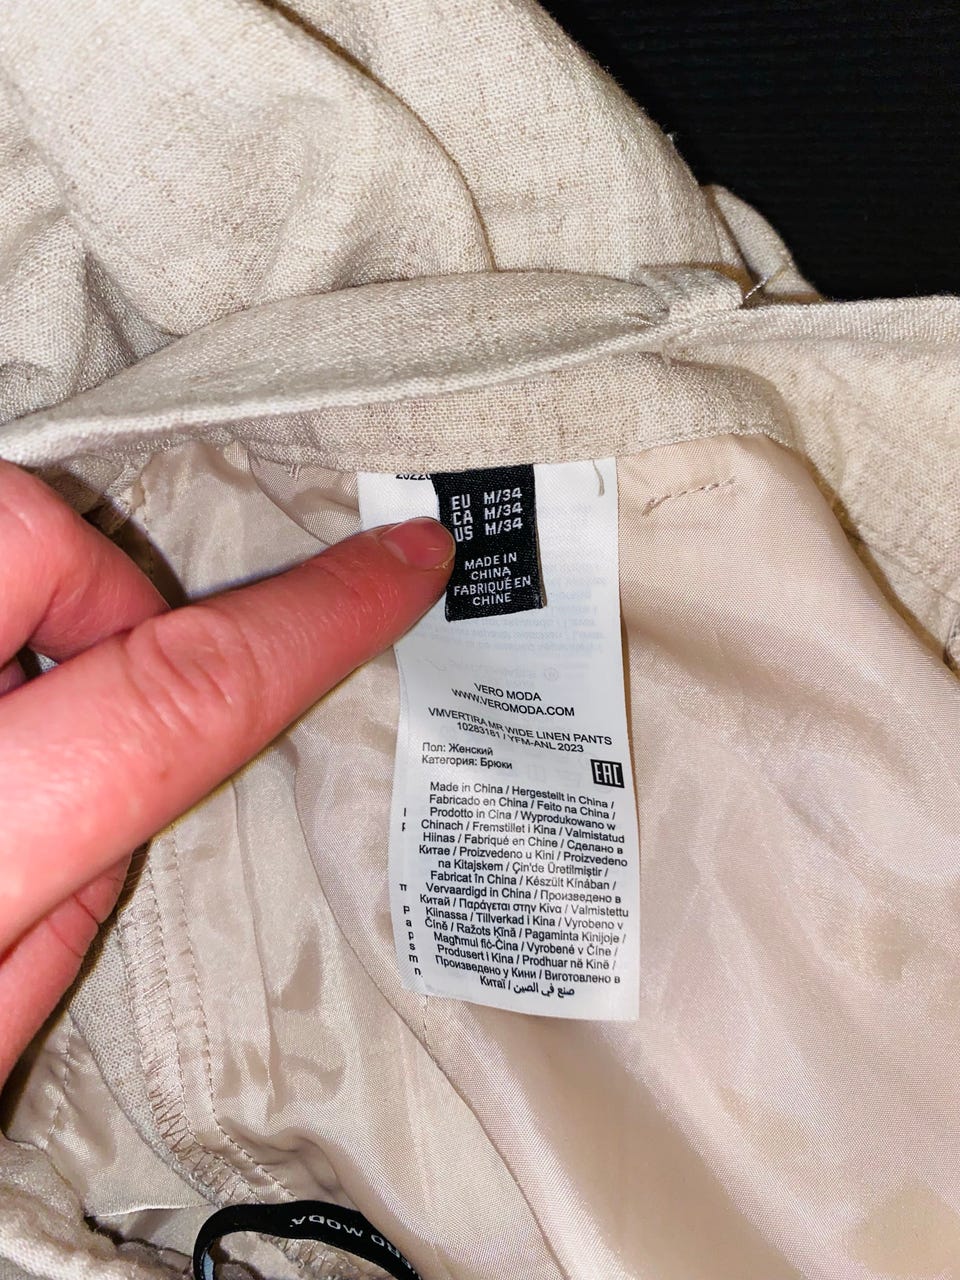 EU M/34
CA M/34
US M/34
MADE IN
CHINA
FABRIQUÉ EN
CHINE
VERO MODA
WWW.VEROMODA.COM
VMVERTIRA MR WIDE LINEN PANTS
10283181 / YFM-ANL 2023
Пол: Женский
Категория: Брюки
EAC
Made in China / Hergestellt in China /
Fabricado en China / Feito na China /
Prodotto in Cina / Wyprodukowano w
Chinach / Fremstillet i Kina / Valmistatud
Hiinas / Fabriqué en Chine / Сделано в
Китае / Proizvedeno u Kini / Proizvedeno
na Kitajskem / Çin'de Üretilmiştir /
Fabricat în China / Készült Kínában /
Vervaardigd in China / Произведено в
Китай / Παράγεται στην Κίνα / Valmistettu
Kiinassa / Tillverkad i Kina / Vyrobeno v
Číně / Ražots Ķīnā / Pagaminta Kinijoje /
Magħmul fiċ-Ċina / Vyrobené v Číne /
Produsert i Kina / Prodhuar në Kinë /
Произведено у Кини / Виготовлено в
Китаї / صنع في الصين
RO MODA